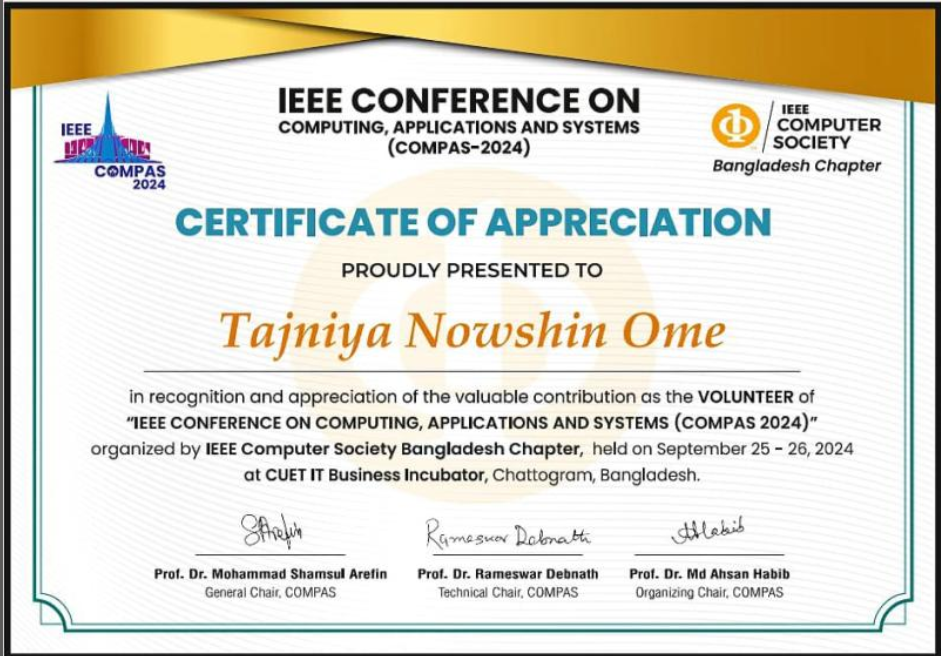 IEEE CONFERENCE ON
COMPUTING, APPLICATIONS AND SYSTEMS
(COMPAS-2024)
IEEE
COMPAS
2024
IEEE
COMPUTER
SOCIETY
Bangladesh Chapter
CERTIFICATE OF APPRECIATION
PROUDLY PRESENTED TO
Tajniya Nowshin Ome
in recognition and appreciation of the valuable contribution as the VOLUNTEER of
"IEEE CONFERENCE ON COMPUTING, APPLICATIONS AND SYSTEMS (COMPAS 2024)"
organized by IEEE Computer Society Bangladesh Chapter, held on September 25 - 26, 2024
at CUET IT Business Incubator, Chattogram, Bangladesh.
SArefin
Rameswar Debnath
AHabib
Prof. Dr. Mohammad Shamsul Arefin
General Chair, COMPAS
Prof. Dr. Rameswar Debnath
Technical Chair, COMPAS
Prof. Dr. Md Ahsan Habib
Organizing Chair, COMPAS